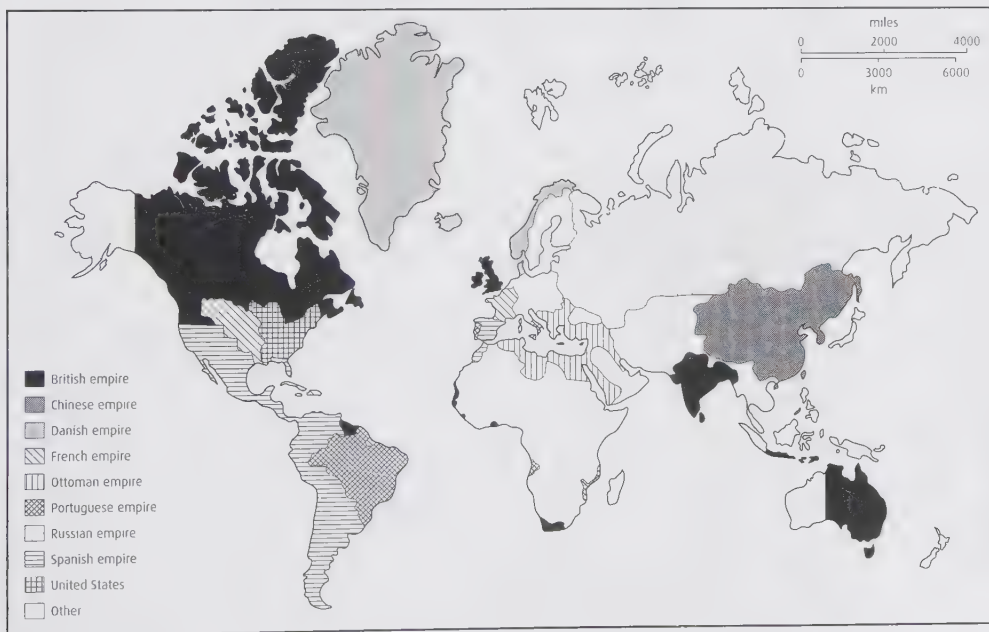 miles
0 2000 4000
0 3000 6000
km
British empire
Chinese empire
Danish empire
French empire
Ottoman empire
Portuguese empire
Russian empire
Spanish empire
United States
Other